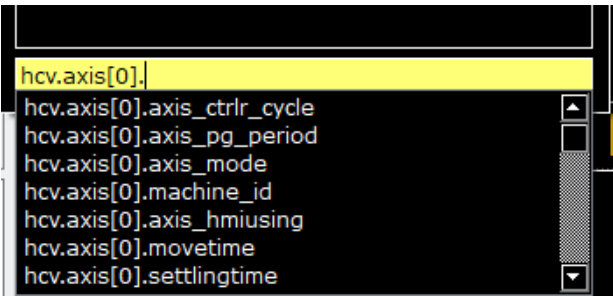 hcv.axis[0].
hcv.axis[0].axis_ctrlr_cycle
hcv.axis[0].axis_pg_period
hcv.axis[0].axis_mode
hcv.axis[0].machine_id
hcv.axis[0].axis_hmiusing
hcv.axis[0].movetime
hcv.axis[0].settlingtime